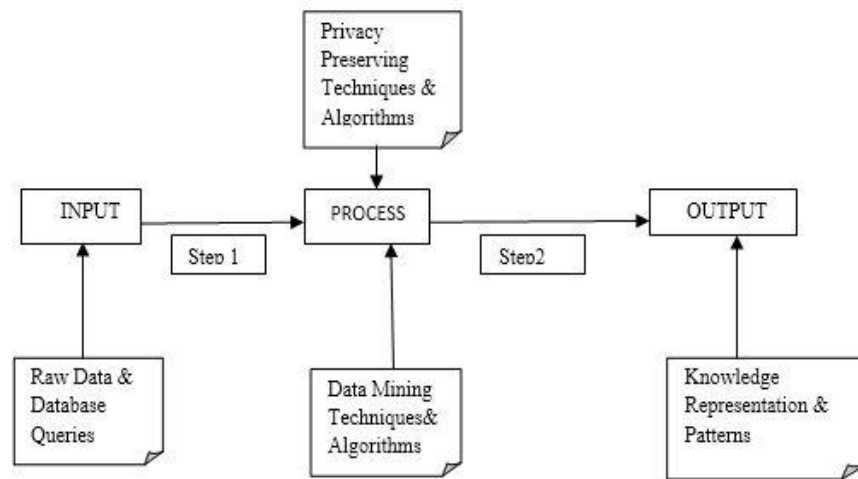 Privacy
Preserving
Techniques &
Algorithms
INPUT
PROCESS
OUTPUT
Step 1
Step2
Raw Data &
Database
Queries
Data Mining
Techniques&
Algorithms
Knowledge
Representation &
Patterns